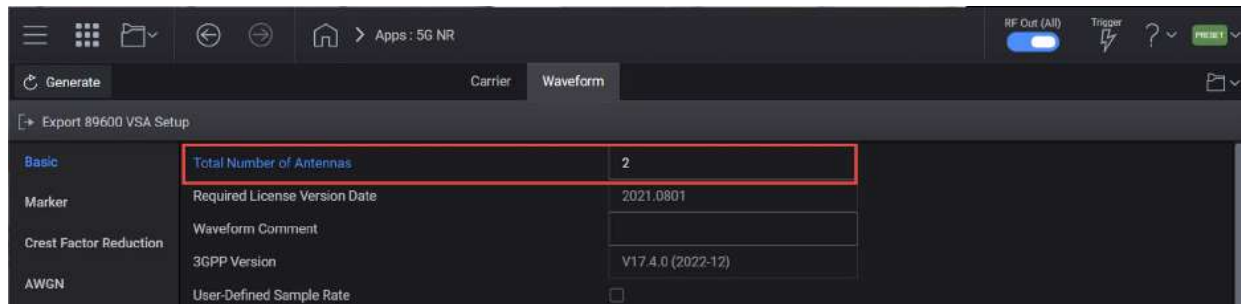 Apps : 5G NR
RF Out (All)
Trigger
?
PRESET
Generate
Carrier
Waveform
Export 89600 VSA Setup
Basic
Total Number of Antennas
2
Marker
Required License Version Date
2021.0801
Waveform Comment
Crest Factor Reduction
3GPP Version
V17.4.0 (2022-12)
AWGN
User-Defined Sample Rate